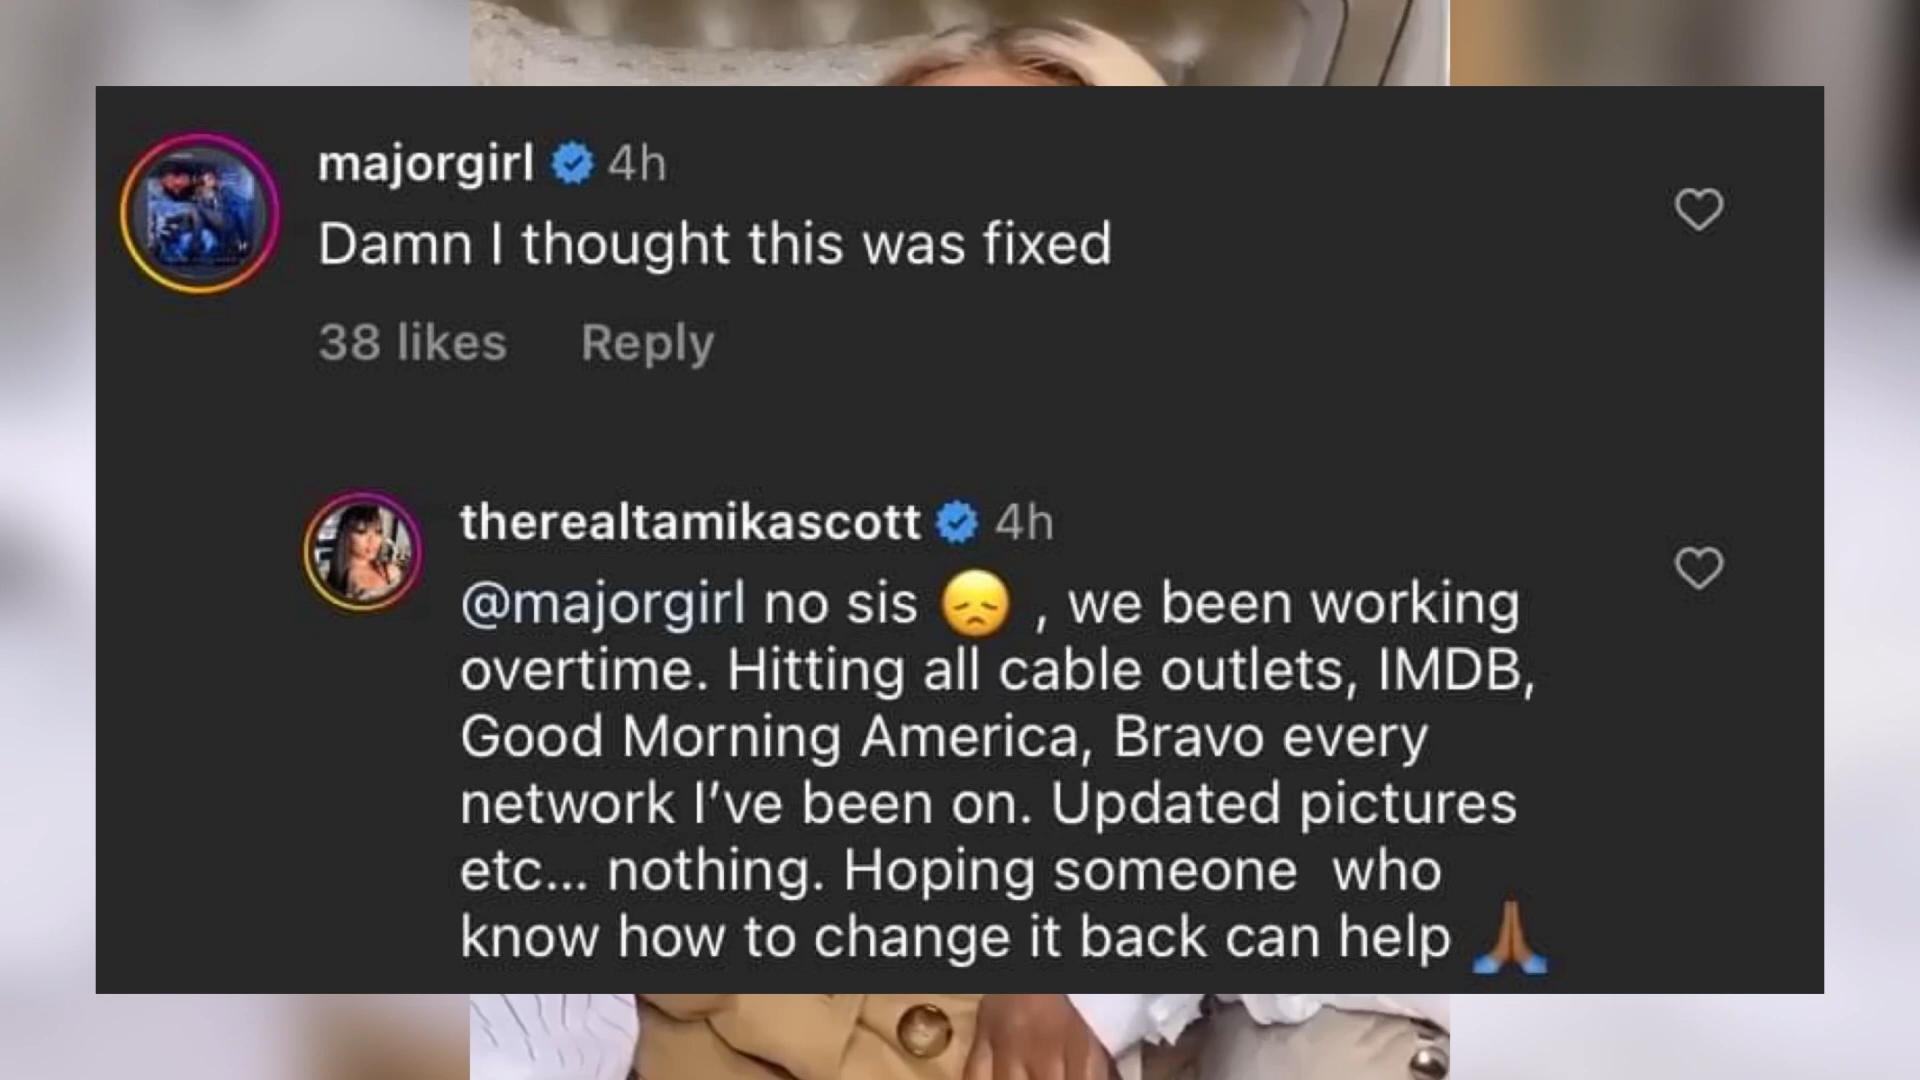 majorgirl 4h
Damn I thought this was fixed
38 likes Reply
therealtamikascott 4h
@majorgirl no sis 😞 , we been working
overtime. Hitting all cable outlets, IMDB,
Good Morning America, Bravo every
network I’ve been on. Updated pictures
etc... nothing. Hoping someone who
know how to change it back can help 🙏🏾